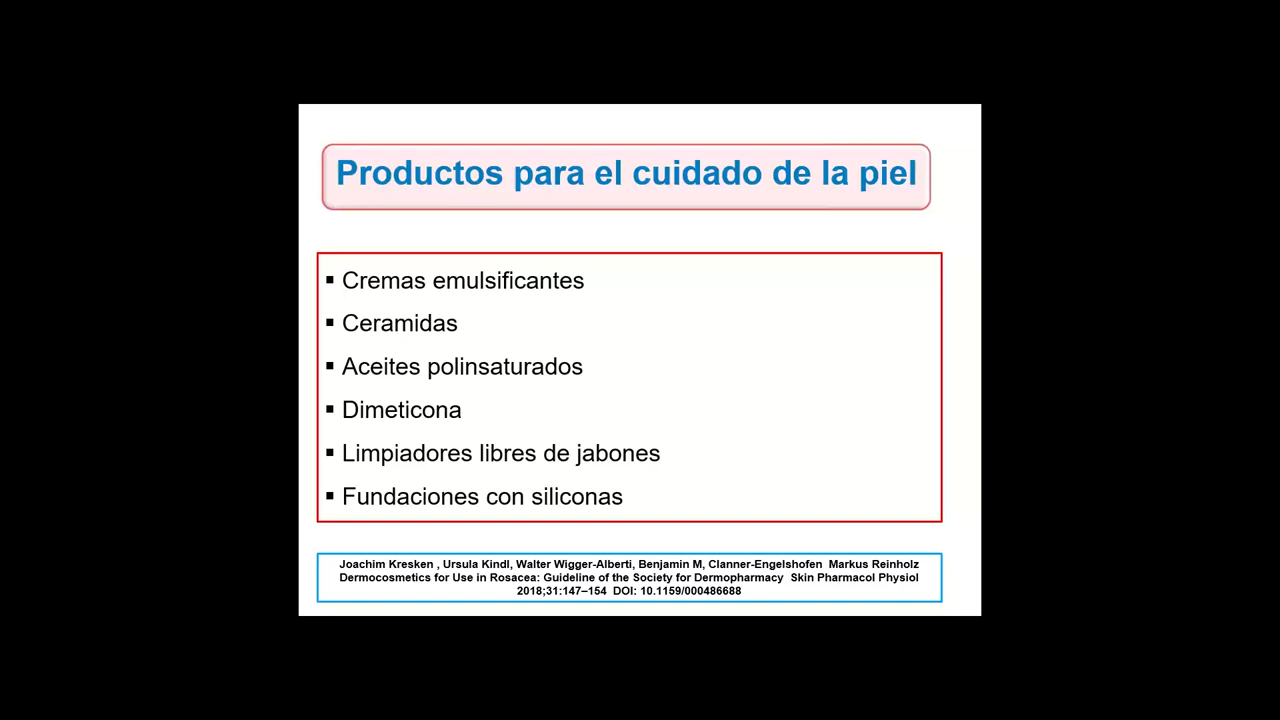 Productos para el cuidado de la piel
▪ Cremas emulsificantes
▪ Ceramidas
▪ Aceites polinsaturados
▪ Dimeticona
▪ Limpiadores libres de jabones
▪ Fundaciones con siliconas
Joachim Kresken , Ursula Kindl, Walter Wigger-Alberti, Benjamin M, Clanner-Engelshofen Markus Reinholz
Dermocosmetics for Use in Rosacea: Guideline of the Society for Dermopharmacy Skin Pharmacol Physiol
2018;31:147–154 DOI: 10.1159/000486688